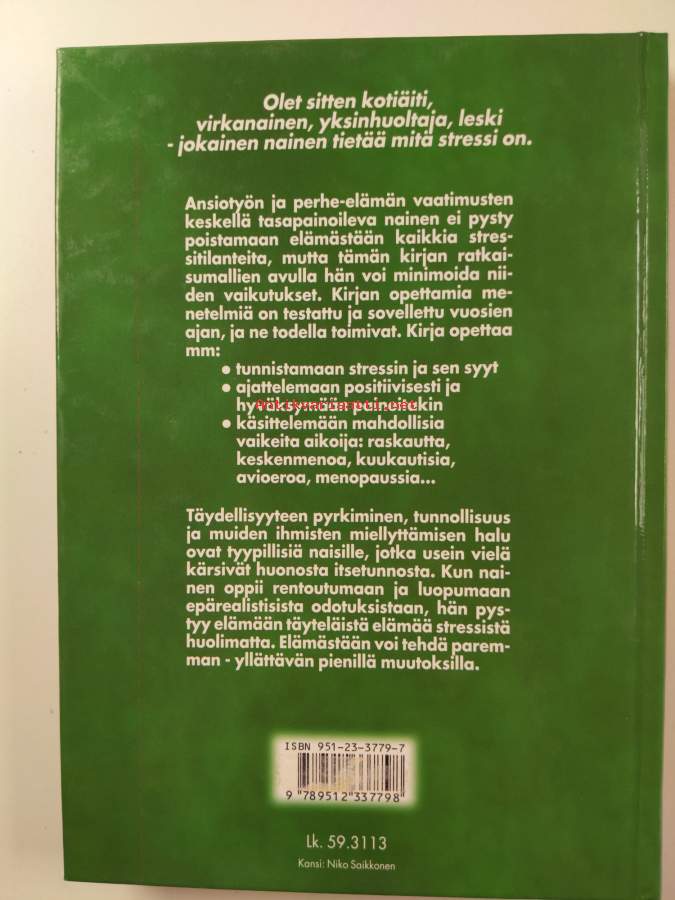 Olet sitten kotiäiti,
virkanainen, yksinhuoltaja, leski
- jokainen nainen tietää mitä stressi on.
Ansiotyön ja perhe-elämän vaatimusten
keskellä tasapainoileva nainen ei pysty
poistamaan elämästään kaikkia stres-
sitilanteita, mutta tämän kirjan ratkai-
sumallien avulla hän voi minimoida nii-
den vaikutukset. Kirjan opettamia me-
netelmiä on testattu ja sovellettu vuosien
ajan, ja ne todella toimivat. Kirja opettaa
mm:
● tunnistamaan stressin ja sen syyt
● ajattelemaan positiivisesti ja
Antikvariaatti.net
● käsittelemään mahdollisia
vaikeita aikoija: raskautta,
keskenmenoa, kuukautisia,
avioeroa, menopaussia...
Täydellisyyteen pyrkiminen, tunnollisuus
ja muiden ihmisten miellyttämisen halu
ovat tyypillisiä naisille, jotka usein vielä
kärsivät huonosta itsetunnosta. Kun nai-
nen oppii rentoutumaan ja luopumaan
epärealistisista odotuksistaan, hän pys-
tyy elämään täyteläistä elämää stressistä
huolimatta. Elämästään voi tehdä parem-
man - yllättävän pienillä muutoksilla.
ISBN 951-23-3779-7
9 789512 337798
Lk. 59.3113
Kansi: Niko Saikkonen